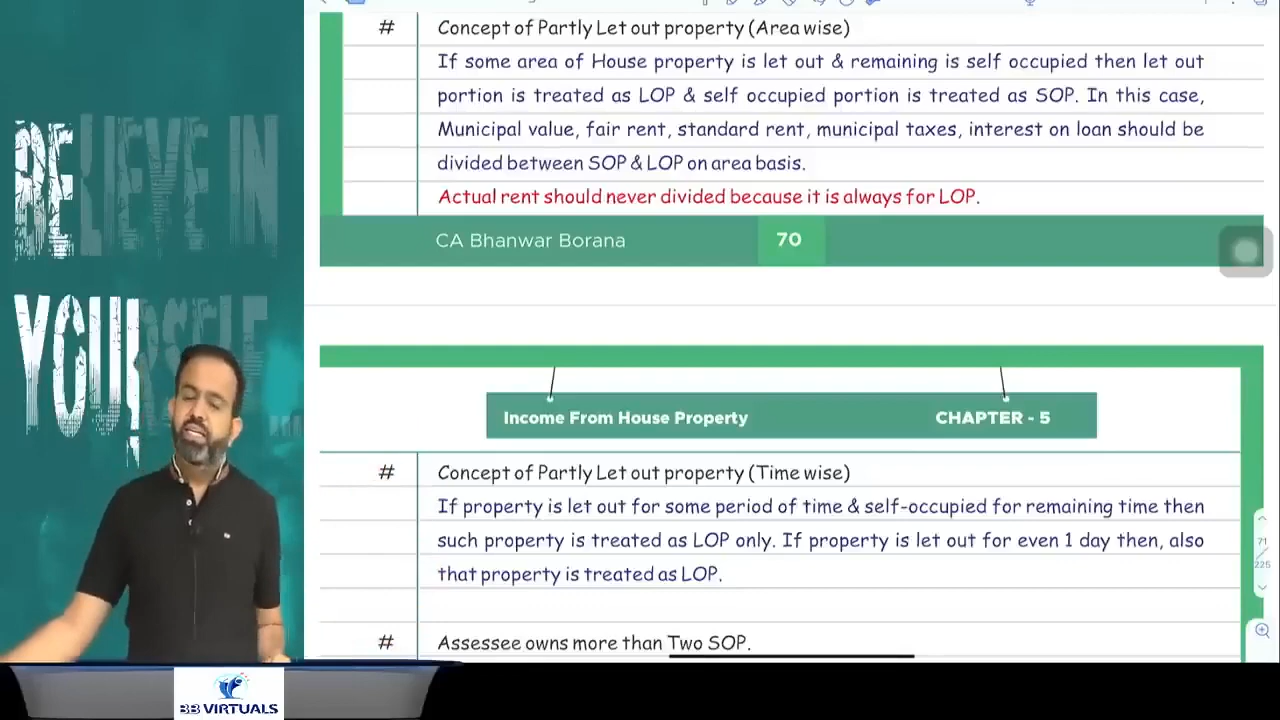 BELIEVE IN
YOURSELF....
# Concept of Partly Let out property (Area wise)
If some area of House property is let out & remaining is self occupied then let out
portion is treated as LOP & self occupied portion is treated as SOP. In this case,
Municipal value, fair rent, standard rent, municipal taxes, interest on loan should be
divided between SOP & LOP on area basis.
Actual rent should never divided because it is always for LOP.
CA Bhanwar Borana 70
Income From House Property CHAPTER - 5
# Concept of Partly Let out property (Time wise)
If property is let out for some period of time & self-occupied for remaining time then
such property is treated as LOP only. If property is let out for even 1 day then, also
that property is treated as LOP.
# Assessee owns more than Two SOP.
71
225
BB VIRTUALS